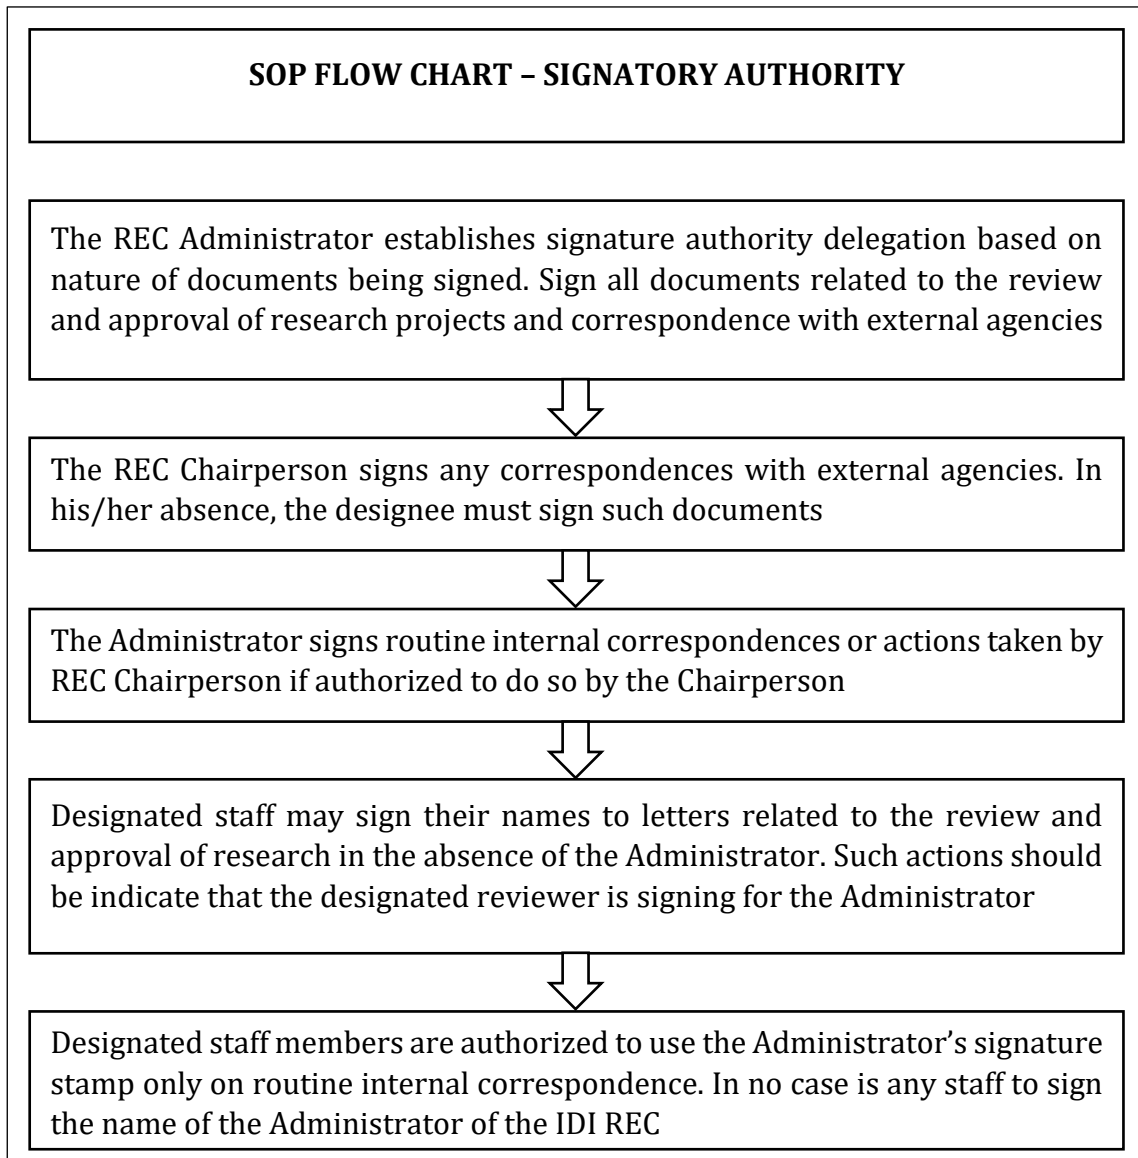 SOP FLOW CHART – SIGNATORY AUTHORITY
The REC Administrator establishes signature authority delegation based on
nature of documents being signed. Sign all documents related to the review
and approval of research projects and correspondence with external agencies
The REC Chairperson signs any correspondences with external agencies. In
his/her absence, the designee must sign such documents
The Administrator signs routine internal correspondences or actions taken by
REC Chairperson if authorized to do so by the Chairperson
Designated staff may sign their names to letters related to the review and
approval of research in the absence of the Administrator. Such actions should
be indicate that the designated reviewer is signing for the Administrator
Designated staff members are authorized to use the Administrator’s signature
stamp only on routine internal correspondence. In no case is any staff to sign
the name of the Administrator of the IDI REC